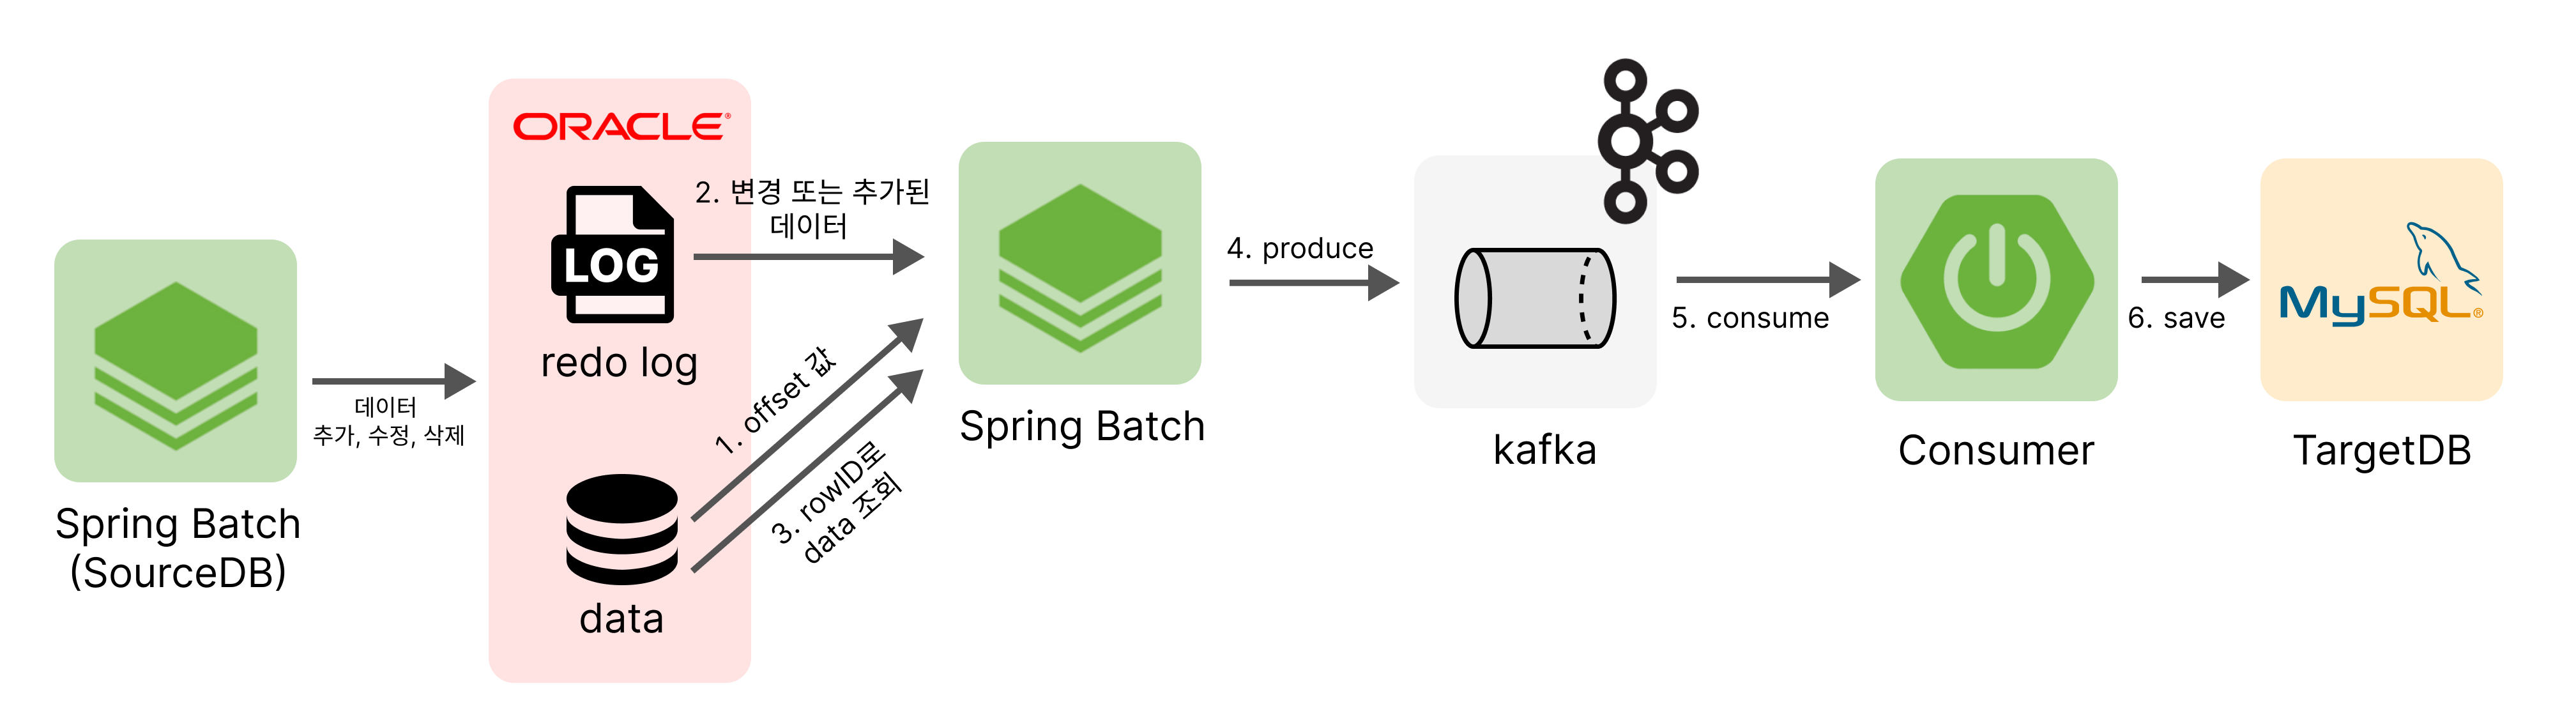 Spring Batch
(SourceDB)
데이터
추가, 수정, 삭제
ORACLE®
LOG
redo log
data
2. 변경 또는 추가된
데이터
1. offset 값
3. rowID로
data 조회
Spring Batch
4. produce
kafka
5. consume
Consumer
6. save
MySQL®
TargetDB